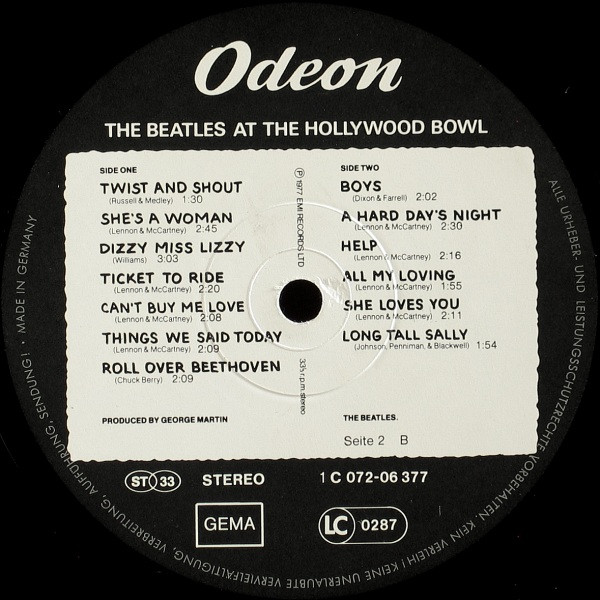 Odeon
THE BEATLES AT THE HOLLYWOOD BOWL
SIDE ONE
TWIST AND SHOUT
(Russell & Medley) 1:30
SHE'S A WOMAN
(Lennon & McCartney) 2:45
DIZZY MISS LIZZY
(Williams) 3:03
TICKET TO RIDE
(Lennon & McCartney) 2:20
CAN'T BUY ME LOVE
(Lennon & McCartney) 2:08
THINGS WE SAID TODAY
(Lennon & McCartney) 2:09
ROLL OVER BEETHOVEN
(Chuck Berry) 2:09
PRODUCED BY GEORGE MARTIN
Ⓟ 1977 EMI RECORDS LTD
33⅓ r.p.m. stereo
SIDE TWO
BOYS
(Dixon & Farrell) 2:02
A HARD DAY'S NIGHT
(Lennon & McCartney) 2:30
HELP
(Lennon & McCartney) 2:16
ALL MY LOVING
(Lennon & McCartney) 1:55
SHE LOVES YOU
(Lennon & McCartney) 2:11
LONG TALL SALLY
(Johnson, Penniman, & Blackwell) 1:54
THE BEATLES.
Seite 2 B
ST 33 STEREO 1 C 072-06 377
GEMA LC 0287
ALLE URHEBER- UND LEISTUNGSSCHUTZRECHTE VORBEHALTEN. KEIN VERLEIH! KEINE UNERLAUBTE VERVIELFÄLTIGUNG, VERBREITUNG, AUFFÜHRUNG, SENDUNG! • MADE IN GERMANY